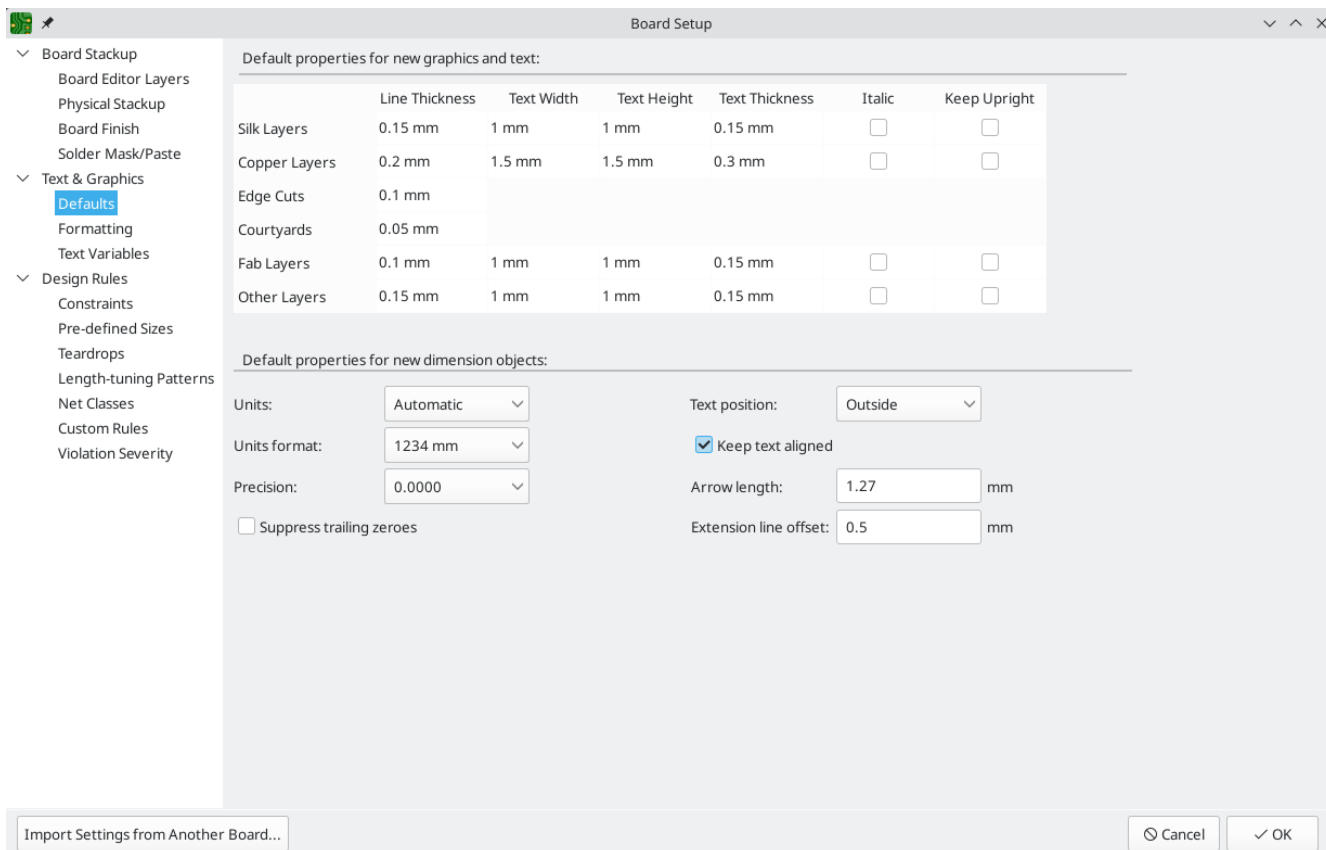 Board Setup
Board Stackup
Board Editor Layers
Physical Stackup
Board Finish
Solder Mask/Paste
Text & Graphics
Defaults
Formatting
Text Variables
Design Rules
Constraints
Pre-defined Sizes
Teardrops
Length-tuning Patterns
Net Classes
Custom Rules
Violation Severity
Default properties for new graphics and text:
Line Thickness Text Width Text Height Text Thickness Italic Keep Upright
Silk Layers 0.15 mm 1 mm 1 mm 0.15 mm
Copper Layers 0.2 mm 1.5 mm 1.5 mm 0.3 mm
Edge Cuts 0.1 mm
Courtyards 0.05 mm
Fab Layers 0.1 mm 1 mm 1 mm 0.15 mm
Other Layers 0.15 mm 1 mm 1 mm 0.15 mm
Default properties for new dimension objects:
Units: Automatic Text position: Outside
Units format: 1234 mm Keep text aligned
Precision: 0.0000 Arrow length: 1.27 mm
Suppress trailing zeroes Extension line offset: 0.5 mm
Import Settings from Another Board... Cancel OK